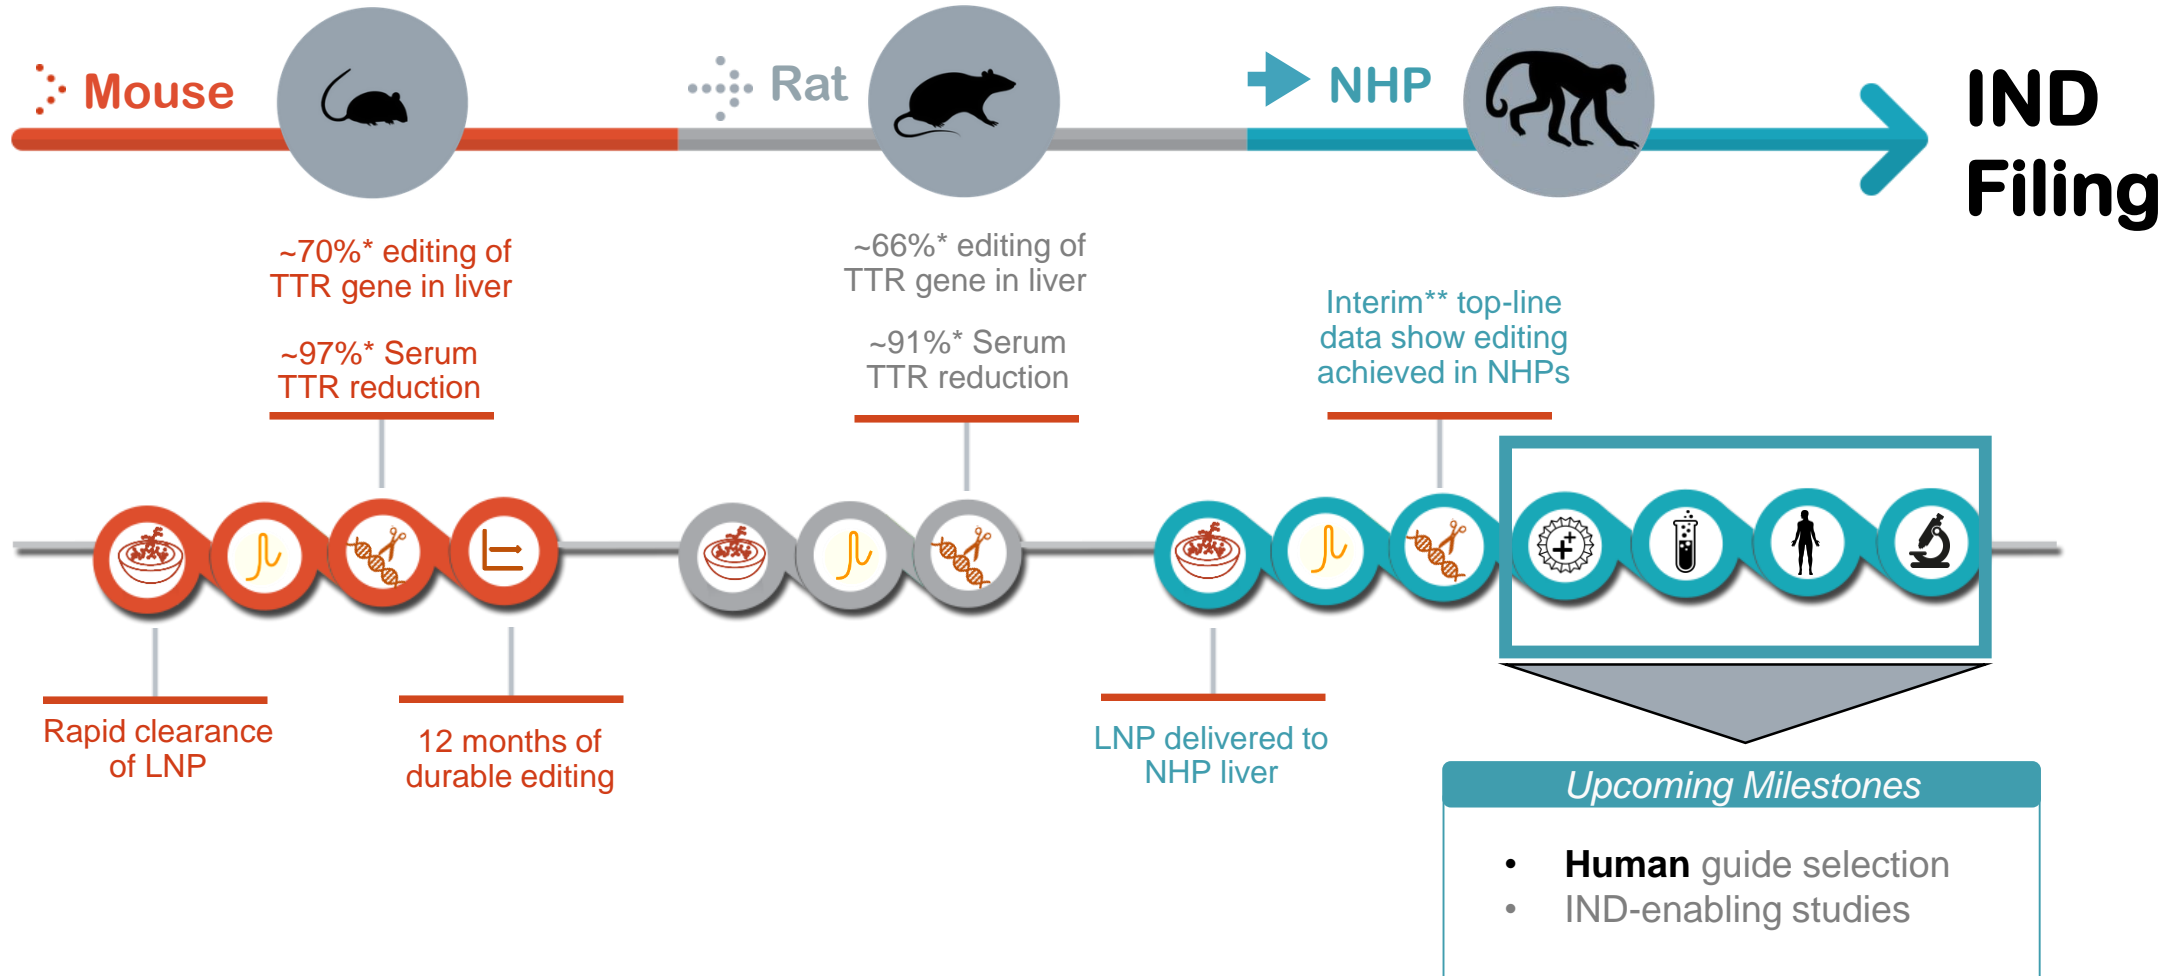 Mouse
Rat
NHP
IND
Filing
~70%* editing of
TTR gene in liver
~97%* Serum
TTR reduction
~66%* editing of
TTR gene in liver
~91%* Serum
TTR reduction
Interim** top-line
data show editing
achieved in NHPs
Rapid clearance
of LNP
12 months of
durable editing
LNP delivered to
NHP liver
Upcoming Milestones
• Human guide selection
• IND-enabling studies